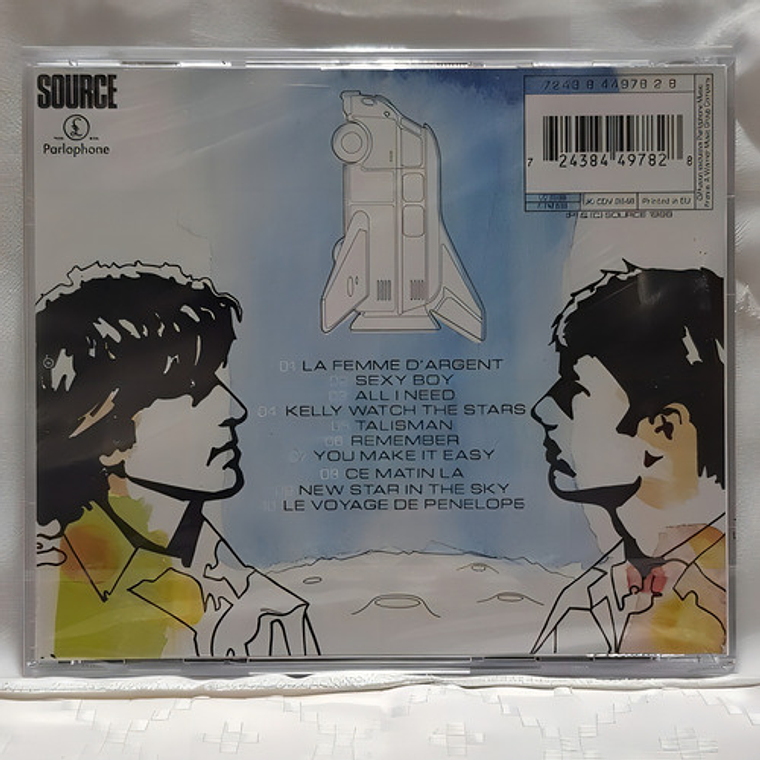 SOURCE
Parlophone
7243 8 44978 2 8
7 24384 49782 8
Printed in EU
℗ & © SOURCE 1998
01 LA FEMME D'ARGENT
02 SEXY BOY
03 ALL I NEED
04 KELLY WATCH THE STARS
05 TALISMAN
06 REMEMBER
07 YOU MAKE IT EASY
08 CE MATIN LA
09 NEW STAR IN THE SKY
10 LE VOYAGE DE PENELOPE